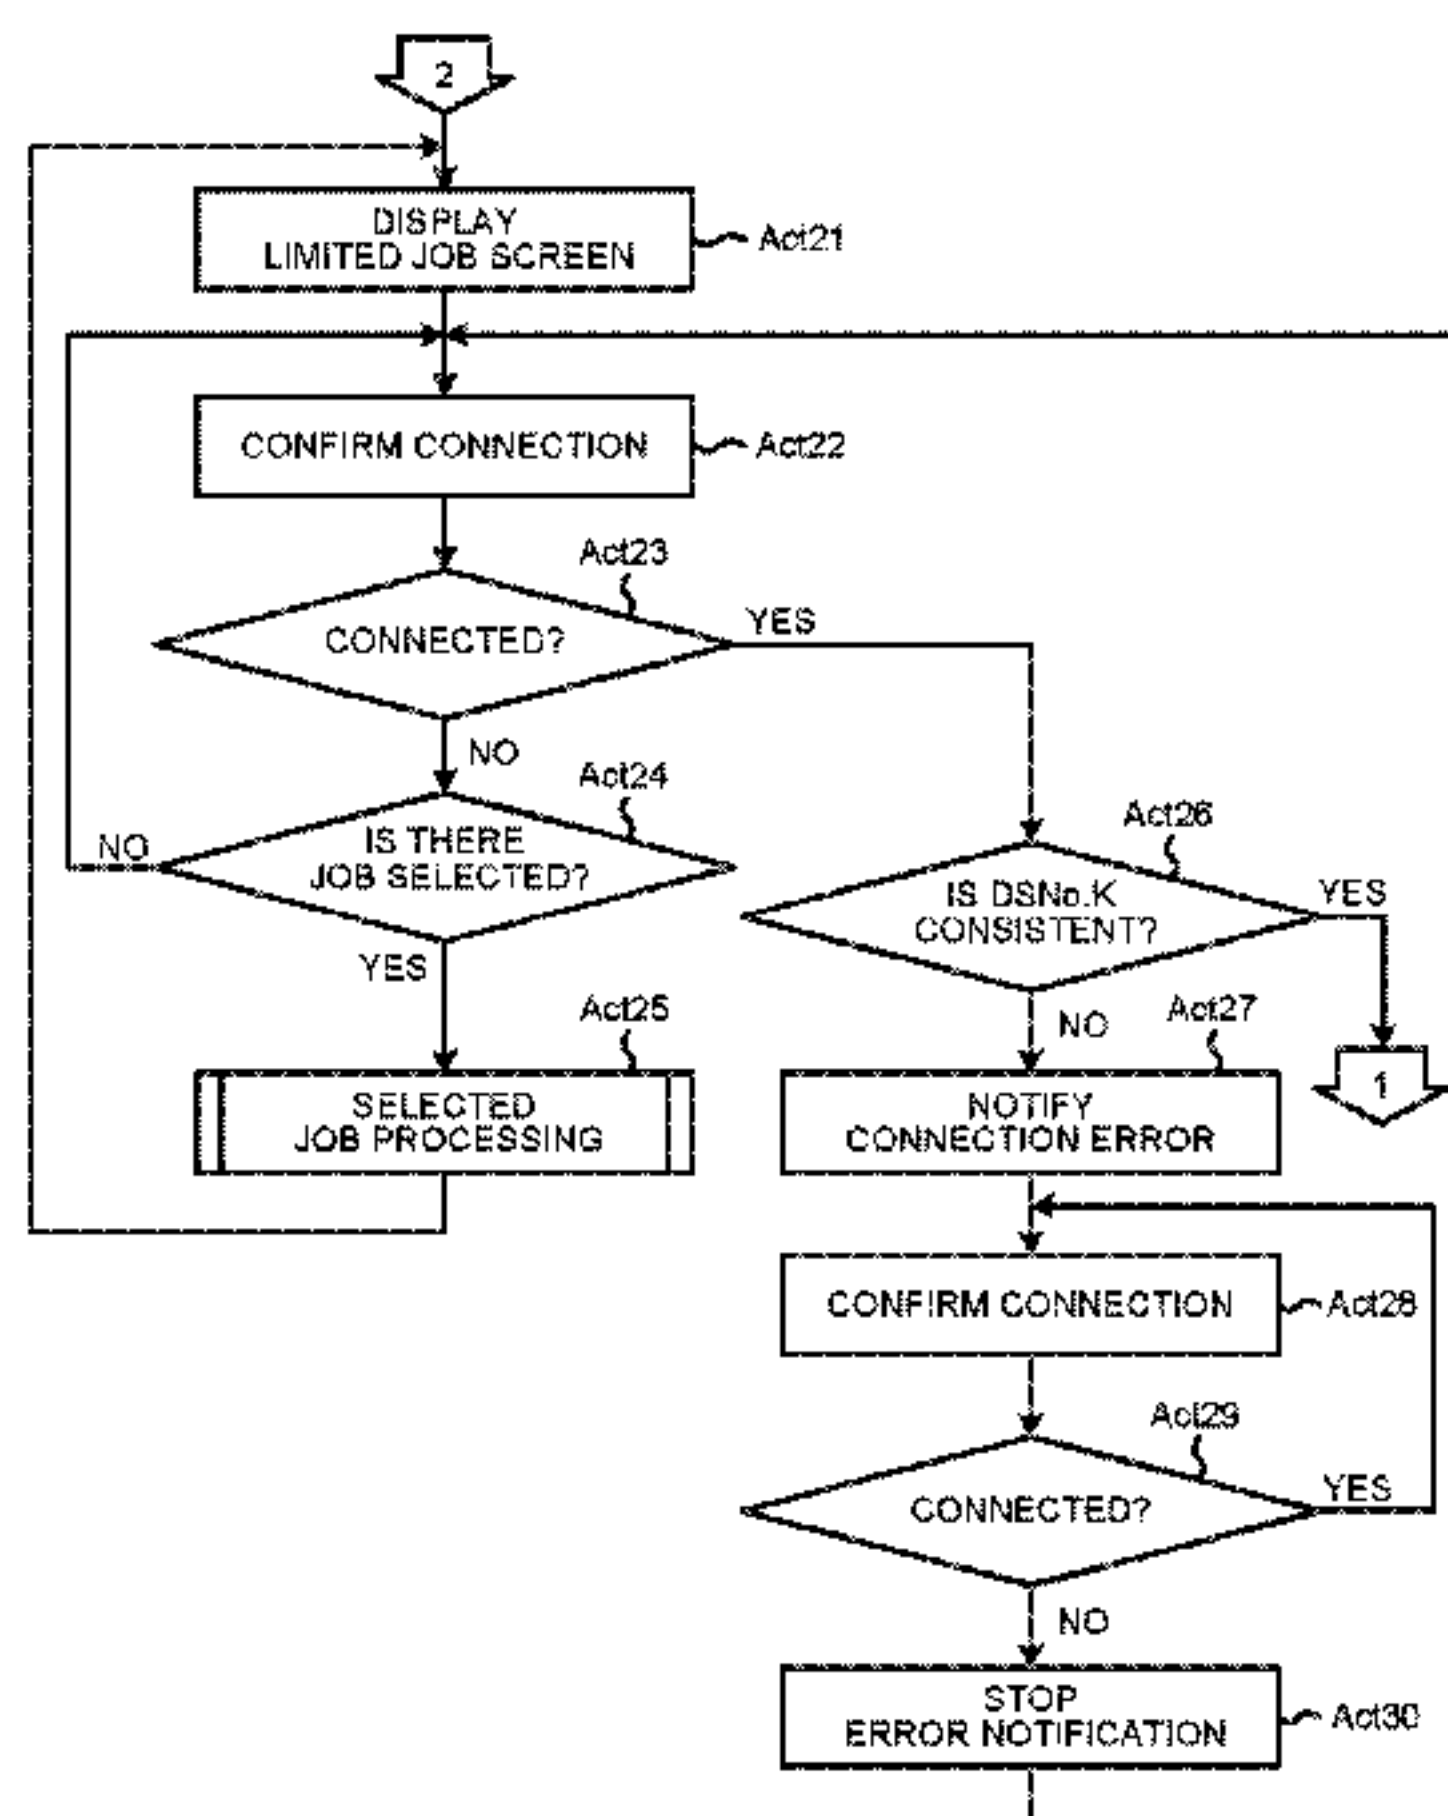 2
DISPLAY
LIMITED JOB SCREEN
Act21
CONFIRM CONNECTION
Act22
Act23
CONNECTED?
YES
NO
Act24
IS THERE
JOB SELECTED?
NO
YES
Act25
SELECTED
JOB PROCESSING
Act26
IS DSNo.K
CONSISTENT?
YES
1
NO
Act27
NOTIFY
CONNECTION ERROR
CONFIRM CONNECTION
Act28
Act29
CONNECTED?
YES
NO
STOP
ERROR NOTIFICATION
Act30